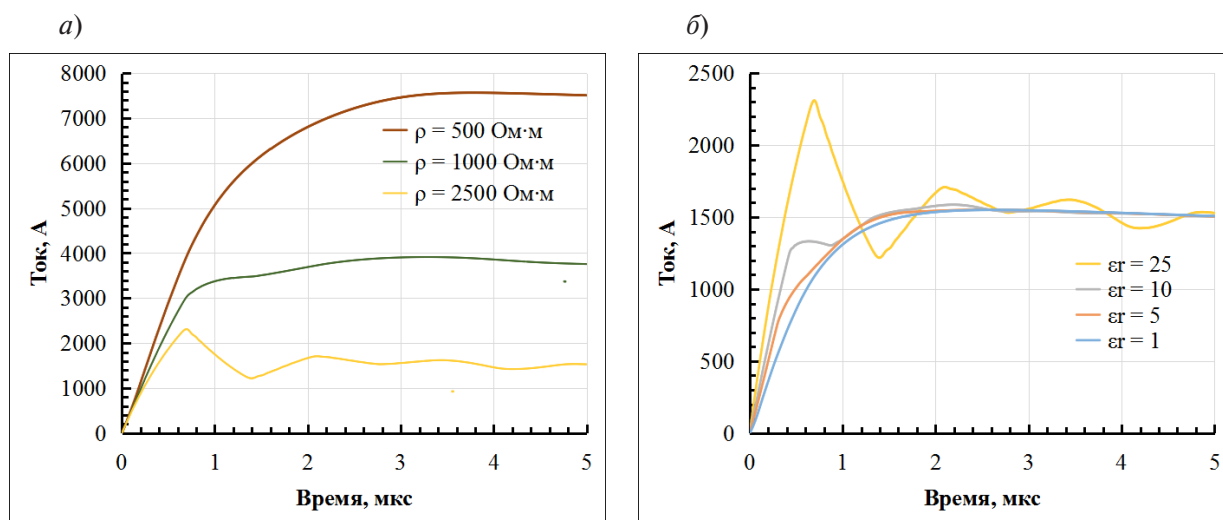 а)
Ток, А
8000
7000
6000
5000
4000
3000
2000
1000
0
ρ = 500 Ом·м
ρ = 1000 Ом·м
ρ = 2500 Ом·м
0 1 2 3 4 5
Время, мкс
б)
Ток, А
2500
2000
1500
1000
500
0
εr = 25
εr = 10
εr = 5
εr = 1
0 1 2 3 4 5
Время, мкс